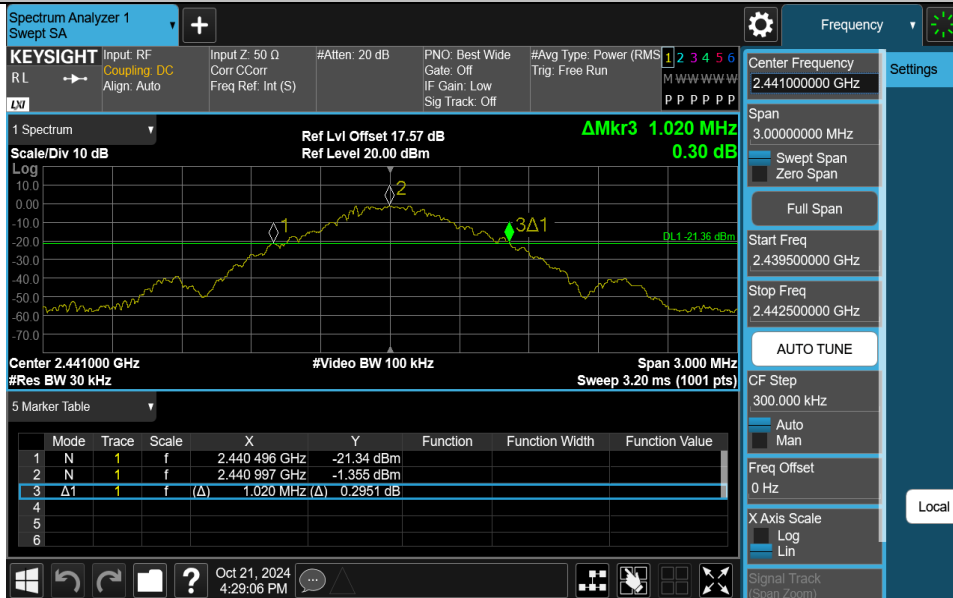 Spectrum Analyzer 1
Swept SA
+
Frequency
KEYSIGHT
RL
LXI
Input: RF
Coupling: DC
Align: Auto
Input Z: 50 Ω
Corr CCorr
Freq Ref: Int (S)
#Atten: 20 dB
PNO: Best Wide
Gate: Off
IF Gain: Low
Sig Track: Off
#Avg Type: Power (RMS
Trig: Free Run
1 2 3 4 5 6
M W W W W W
P P P P P P
1 Spectrum
Scale/Div 10 dB
Ref Lvl Offset 17.57 dB
Ref Level 20.00 dBm
ΔMkr3 1.020 MHz
0.30 dB
Log
10.0
0.00
-10.0
-20.0
-30.0
-40.0
-50.0
-60.0
-70.0
1
2
3Δ1
DL1 -21.36 dBm
Center 2.441000 GHz
#Video BW 100 kHz
Span 3.000 MHz
#Res BW 30 kHz
Sweep 3.20 ms (1001 pts)
5 Marker Table
Mode Trace Scale X Y Function Function Width Function Value
1 N 1 f 2.440 496 GHz -21.34 dBm
2 N 1 f 2.440 997 GHz -1.355 dBm
3 Δ1 1 f (Δ) 1.020 MHz (Δ) 0.2951 dB
4
5
6
?
Oct 21, 2024
4:29:06 PM
Center Frequency
2.441000000 GHz
Span
3.00000000 MHz
Swept Span
Zero Span
Full Span
Start Freq
2.439500000 GHz
Stop Freq
2.442500000 GHz
AUTO TUNE
CF Step
300.000 kHz
Auto
Man
Freq Offset
0 Hz
X Axis Scale
Log
Lin
Signal Track
(Span Zoom)
Settings
Local